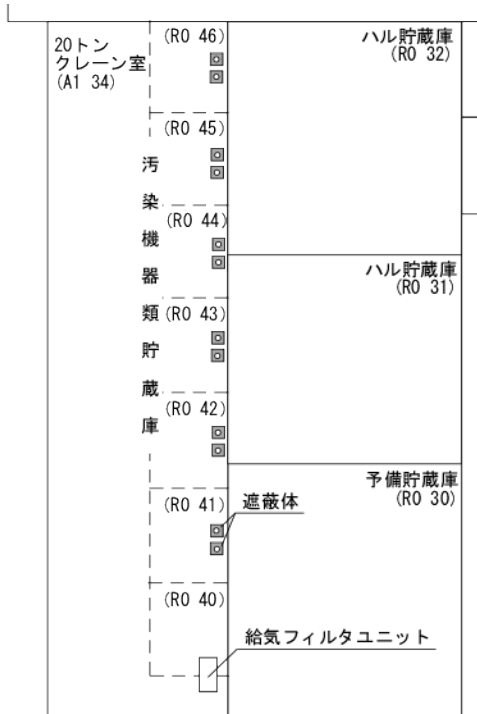 20トン
クレーン室
(A1 34)
(R0 46)
ハル貯蔵庫
(R0 32)
(R0 45)
汚染機器類貯蔵庫
(R0 44)
ハル貯蔵庫
(R0 31)
(R0 43)
(R0 42)
予備貯蔵庫
(R0 30)
(R0 41)
遮蔽体
(R0 40)
給気フィルタユニット